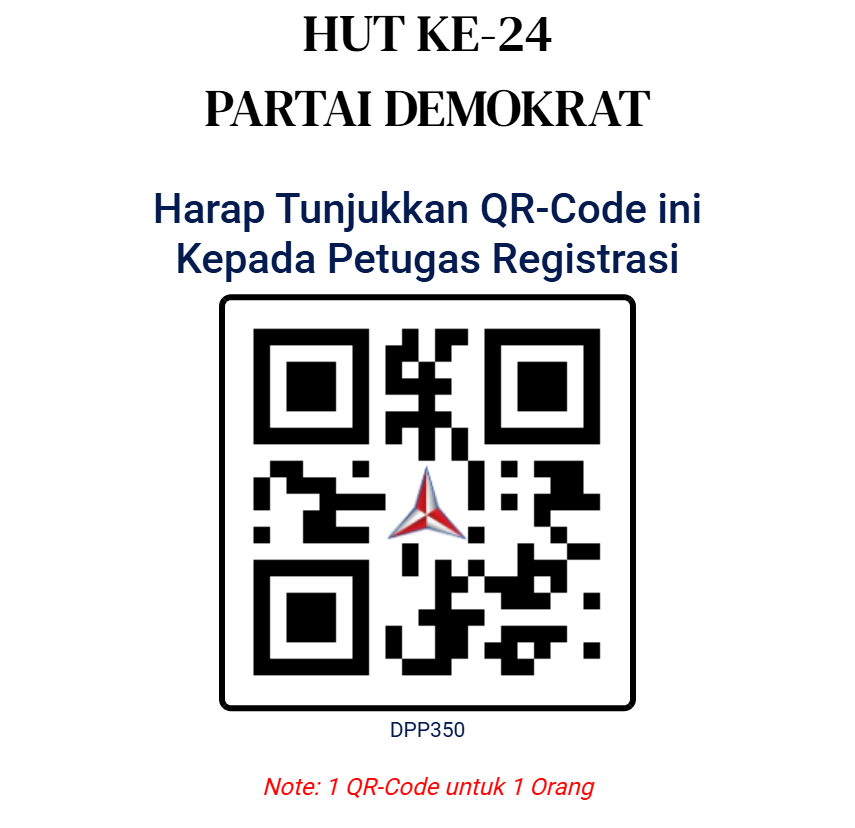 HUT KE-24
PARTAI DEMOKRAT
Harap Tunjukkan QR-Code ini
Kepada Petugas Registrasi
DPP350
Note: 1 QR-Code untuk 1 Orang